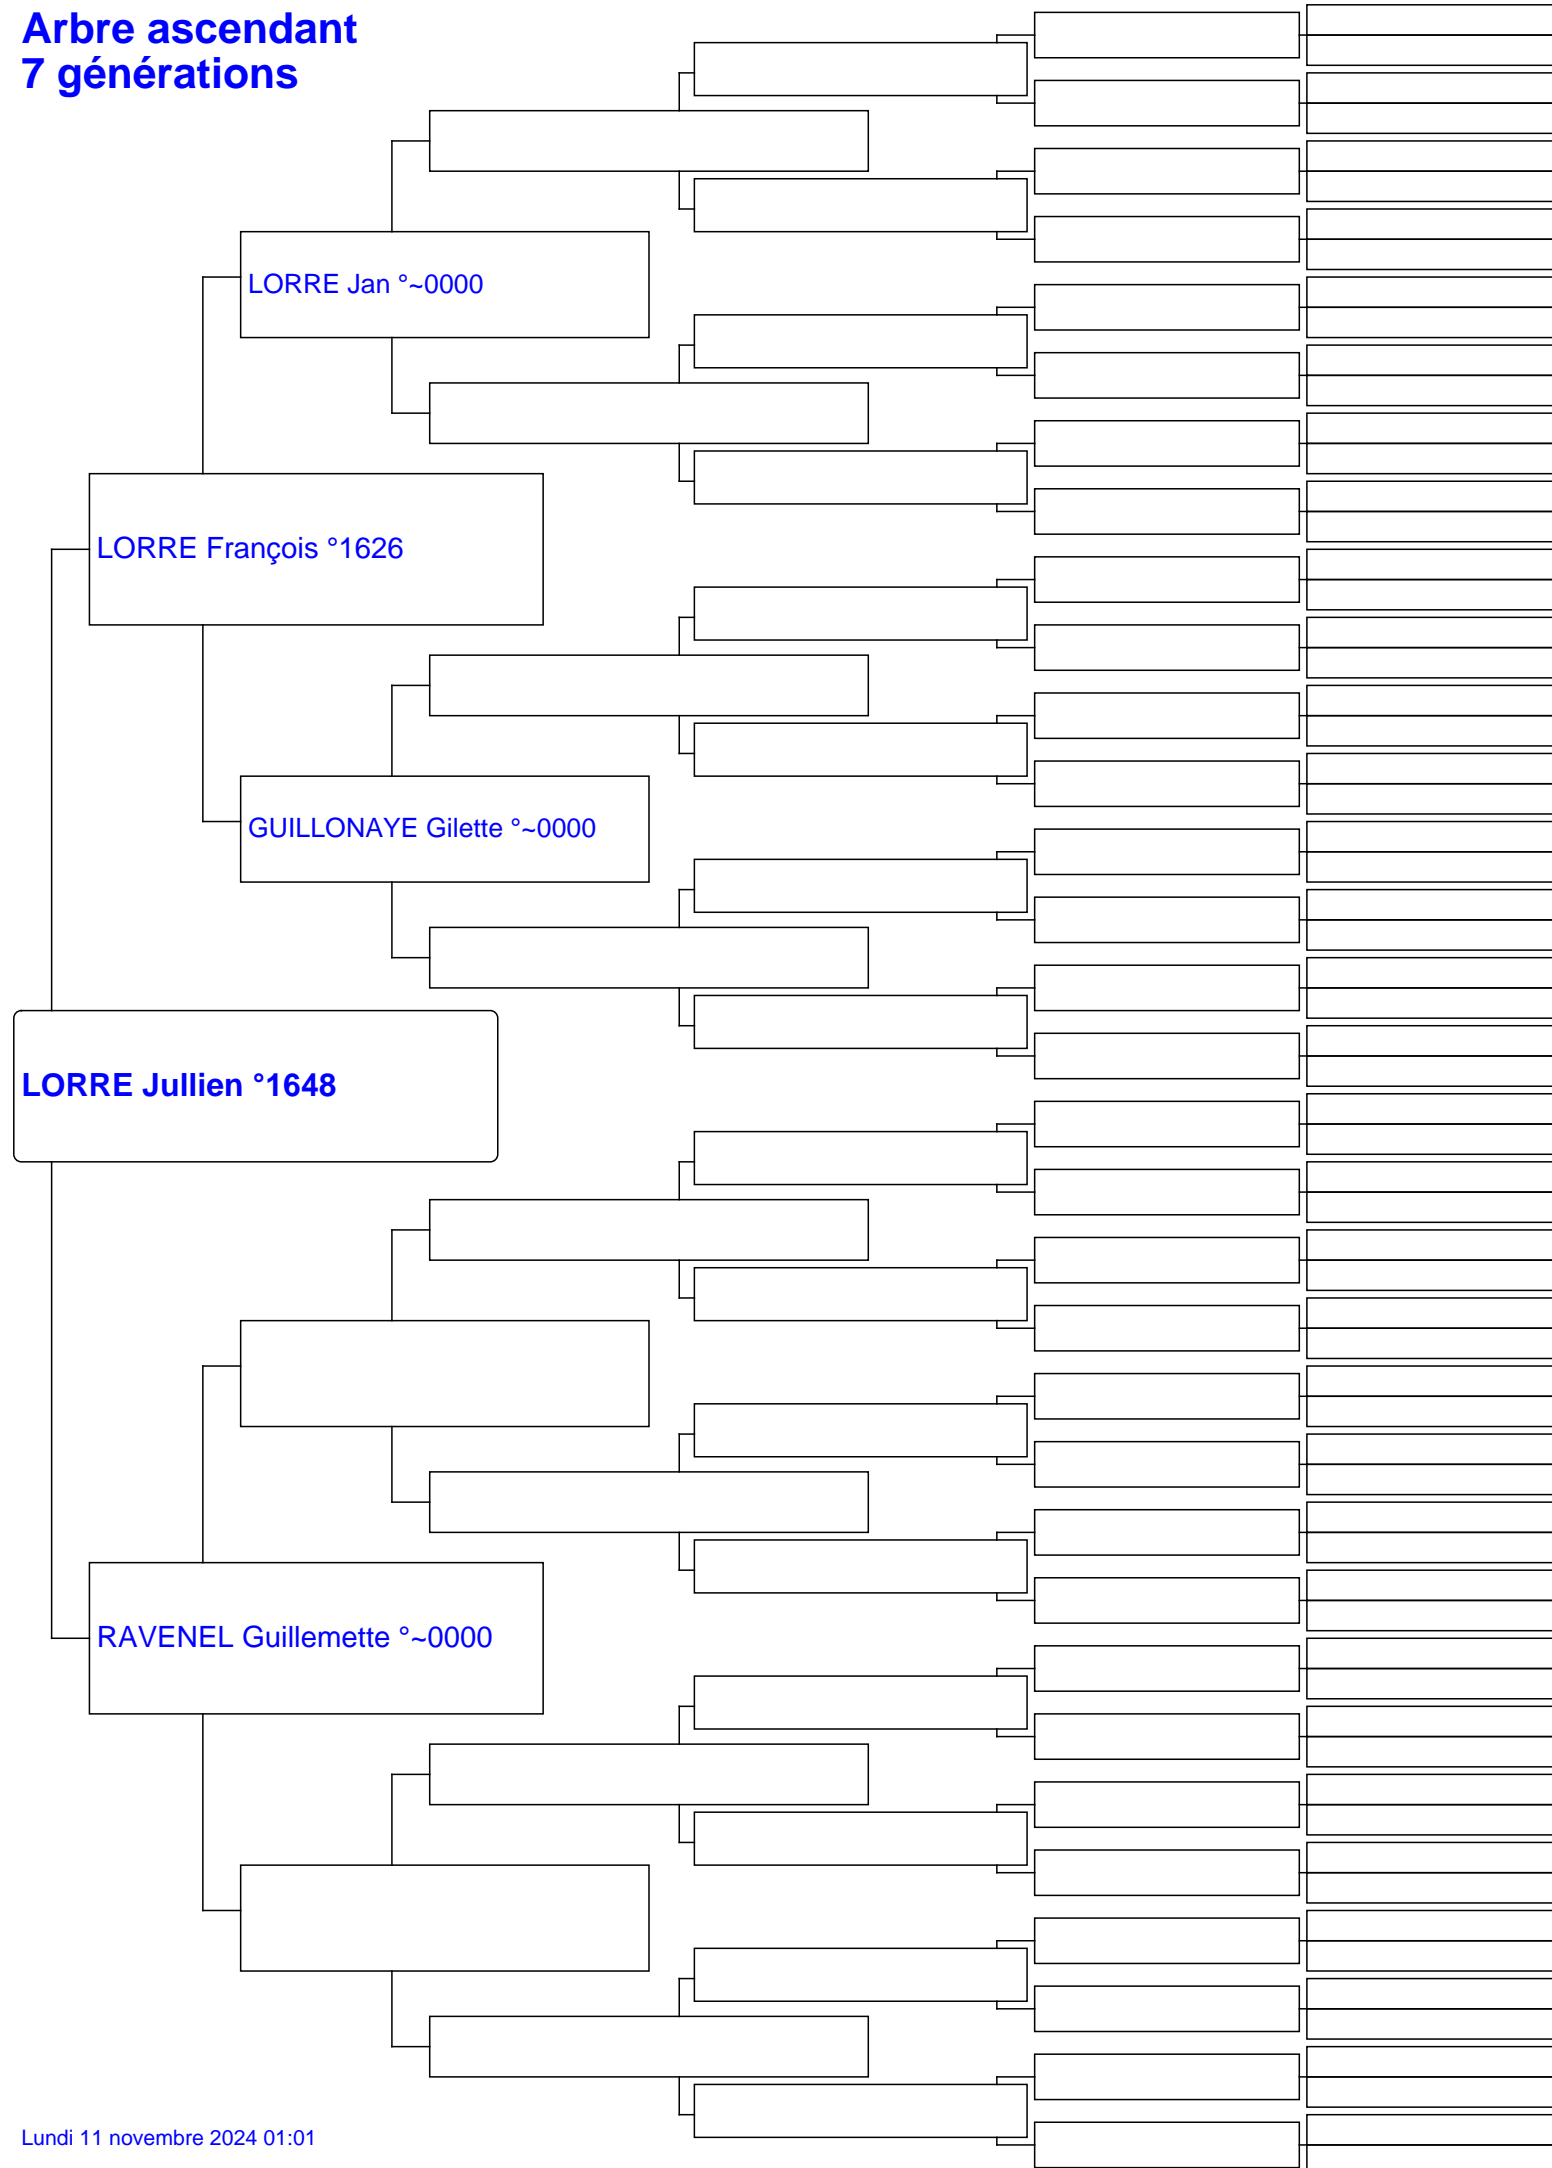 Arbre ascendant
7 générations
LORRE Jan °~0000
LORRE François °1626
GUILLONAYE Gilette °~0000
LORRE Jullien °1648
RAVENEL Guillemette °~0000
Lundi 11 novembre 2024 01:01